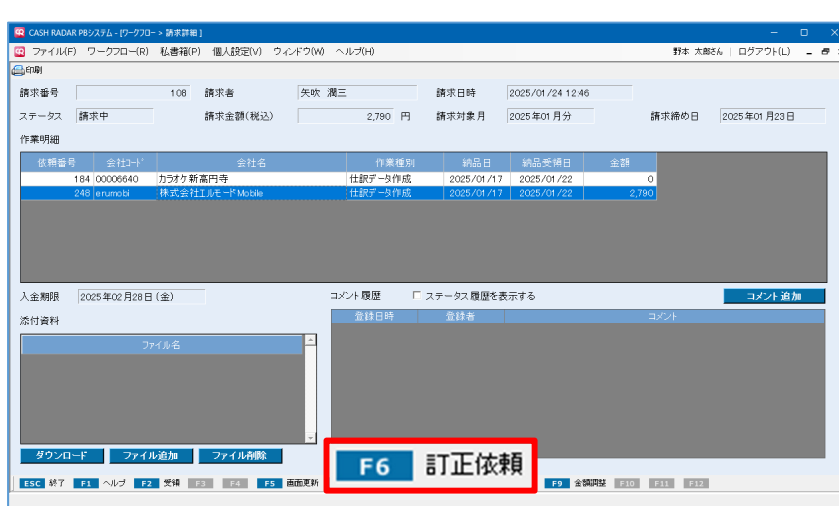 CASH RADAR PBシステム - [ワークフロー -> 請求詳細]
ファイル(F) ワークフロー(R) 私書箱(P) 個人設定(V) ウィンドウ(W) ヘルプ(H) 野本 太郎さん | ログアウト(L)
印刷
請求番号 108 請求者 矢吹 潤三 請求日時 2025/01/24 12:46
ステータス 請求中 請求金額(税込) 2,790 円 請求対象月 2025年01月分 請求締め日 2025年01月23日
作業明細
依頼番号 会社コード 会社名 作業種別 納品日 納品受領日 金額
184 00006640 カラオケ新高円寺 仕訳データ作成 2025/01/17 2025/01/22 0
248 erumobi 株式会社エルモードMobile 仕訳データ作成 2025/01/17 2025/01/22 2,790
入金期限 2025年02月28日(金) コメント履歴 ステータス履歴を表示する コメント追加
添付資料 登録日時 登録者 コメント
ファイル名
ダウンロード ファイル追加 ファイル削除
F6 訂正依頼
ESC 終了 F1 ヘルプ F2 受領 F3 F4 F5 画面更新 F9 金額調整 F10 F11 F12